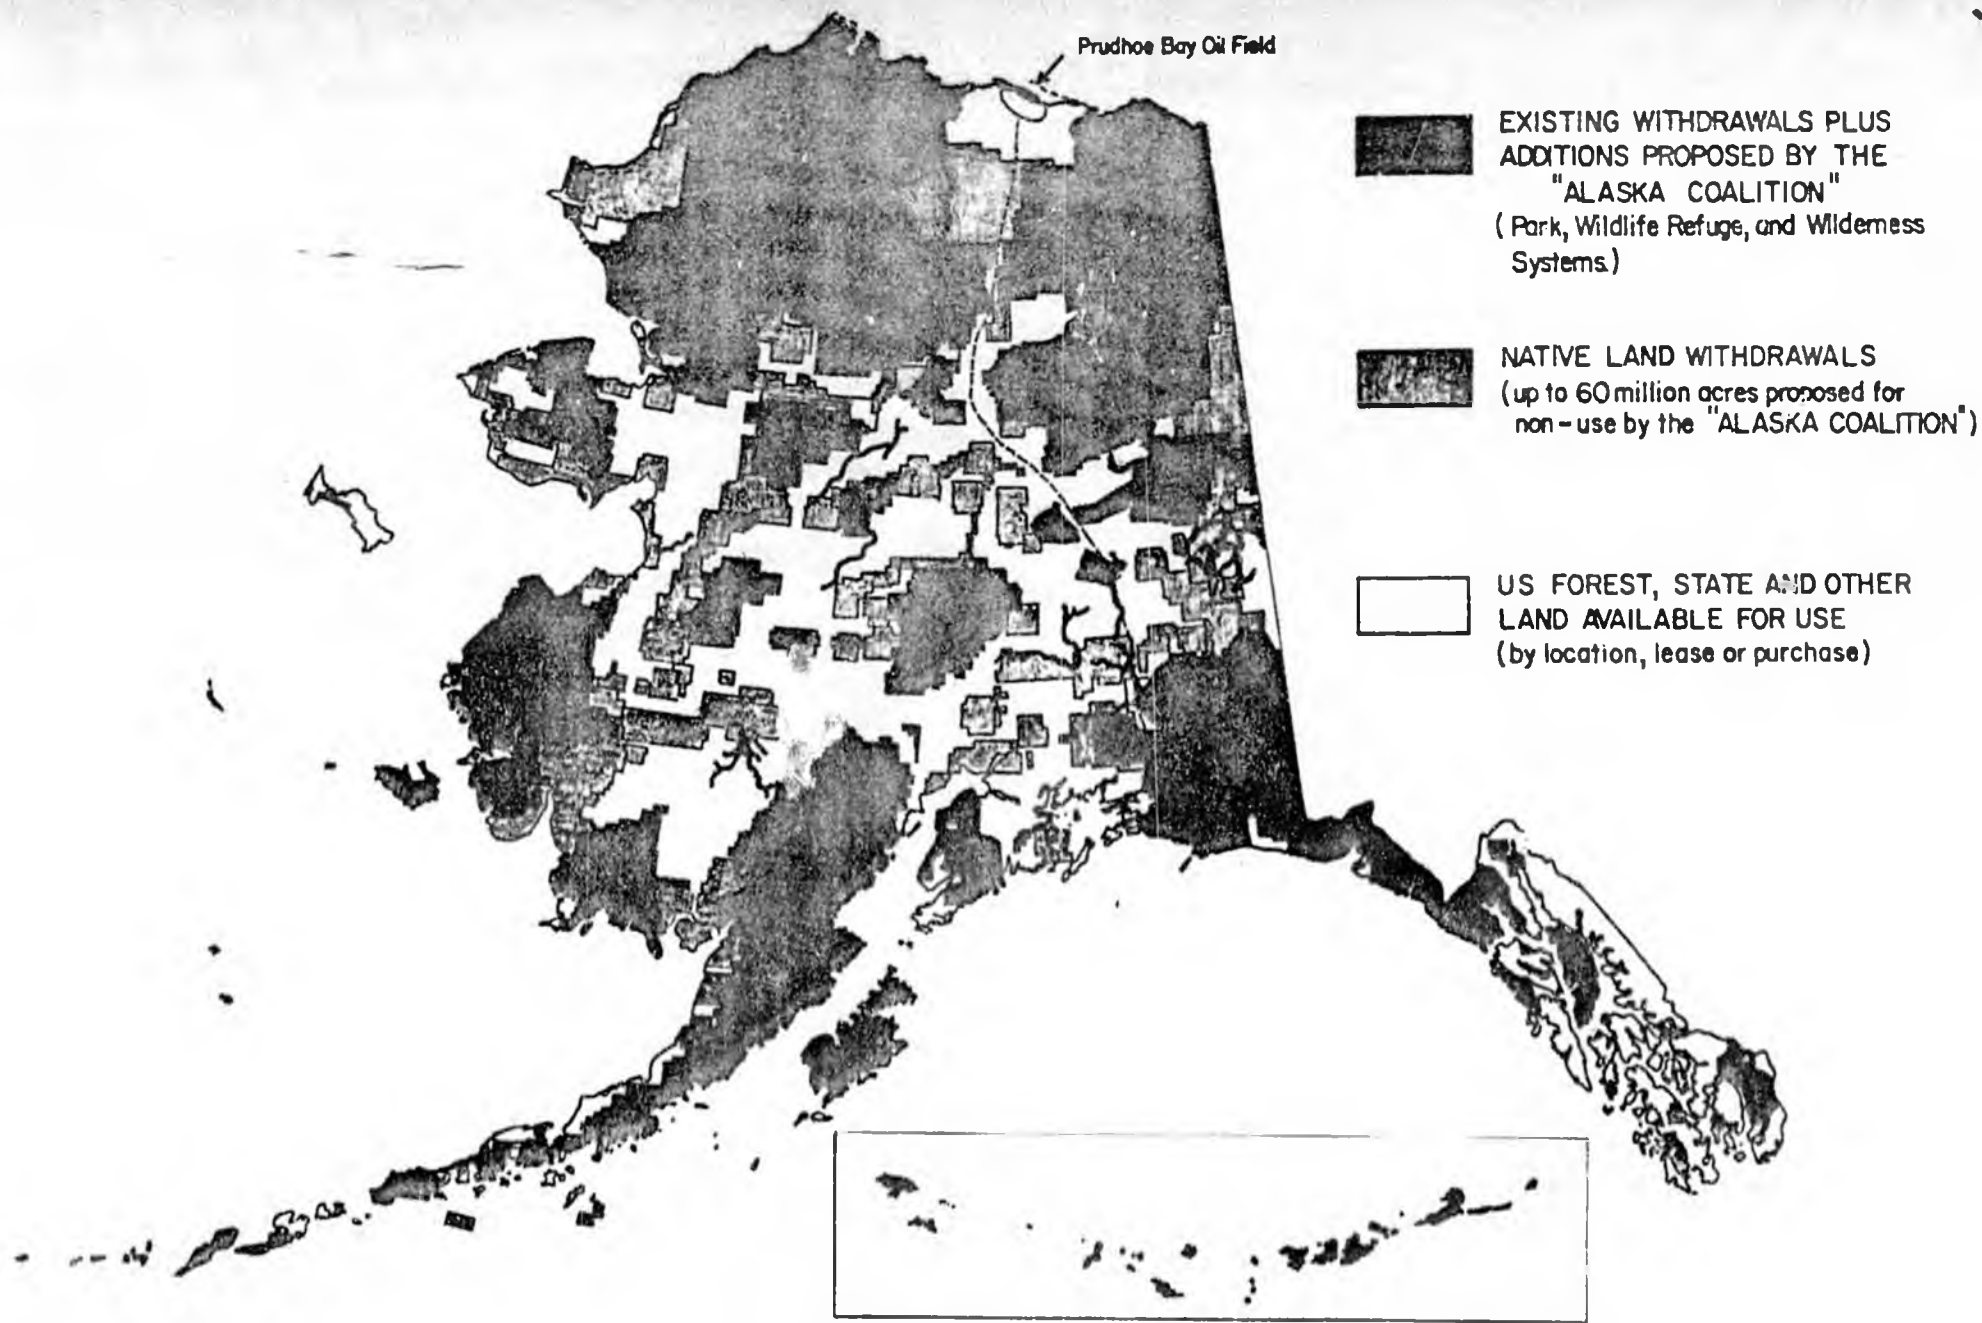 Prudhoe Bay Oil Field
EXISTING WITHDRAWALS PLUS
ADDITIONS PROPOSED BY THE
"ALASKA COALITION"
(Park, Wildlife Refuge, and Wilderness
Systems.)
NATIVE LAND WITHDRAWALS
(up to 60 million acres proposed for
non-use by the "ALASKA COALITION")
US FOREST, STATE AND OTHER
LAND AVAILABLE FOR USE
(by location, lease or purchase)